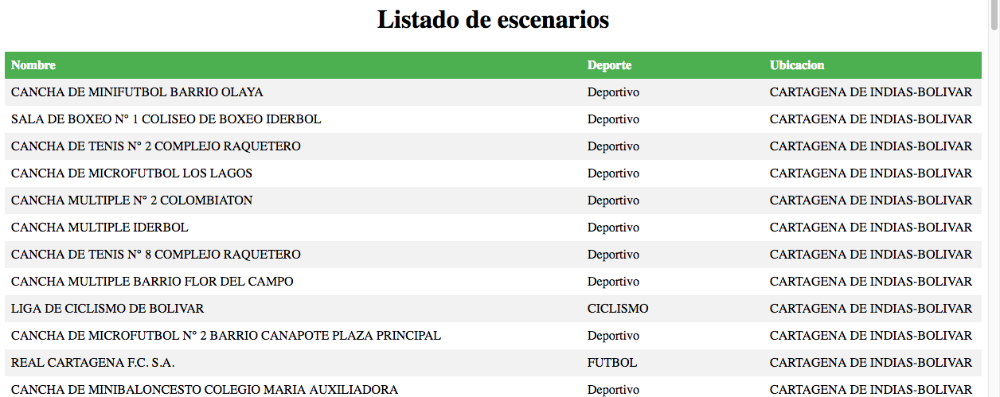 Listado de escenarios
Nombre Deporte Ubicacion
CANCHA DE MINIFUTBOL BARRIO OLAYA Deportivo CARTAGENA DE INDIAS-BOLIVAR
SALA DE BOXEO N° 1 COLISEO DE BOXEO IDERBOL Deportivo CARTAGENA DE INDIAS-BOLIVAR
CANCHA DE TENIS N° 2 COMPLEJO RAQUETERO Deportivo CARTAGENA DE INDIAS-BOLIVAR
CANCHA DE MICROFUTBOL LOS LAGOS Deportivo CARTAGENA DE INDIAS-BOLIVAR
CANCHA MULTIPLE N° 2 COLOMBIATON Deportivo CARTAGENA DE INDIAS-BOLIVAR
CANCHA MULTIPLE IDERBOL Deportivo CARTAGENA DE INDIAS-BOLIVAR
CANCHA DE TENIS N° 8 COMPLEJO RAQUETERO Deportivo CARTAGENA DE INDIAS-BOLIVAR
CANCHA MULTIPLE BARRIO FLOR DEL CAMPO Deportivo CARTAGENA DE INDIAS-BOLIVAR
LIGA DE CICLISMO DE BOLIVAR CICLISMO CARTAGENA DE INDIAS-BOLIVAR
CANCHA DE MICROFUTBOL N° 2 BARRIO CANAPOTE PLAZA PRINCIPAL Deportivo CARTAGENA DE INDIAS-BOLIVAR
REAL CARTAGENA F.C. S.A. FUTBOL CARTAGENA DE INDIAS-BOLIVAR
CANCHA DE MINIBALONCESTO COLEGIO MARIA AUXILIADORA Deportivo CARTAGENA DE INDIAS-BOLIVAR